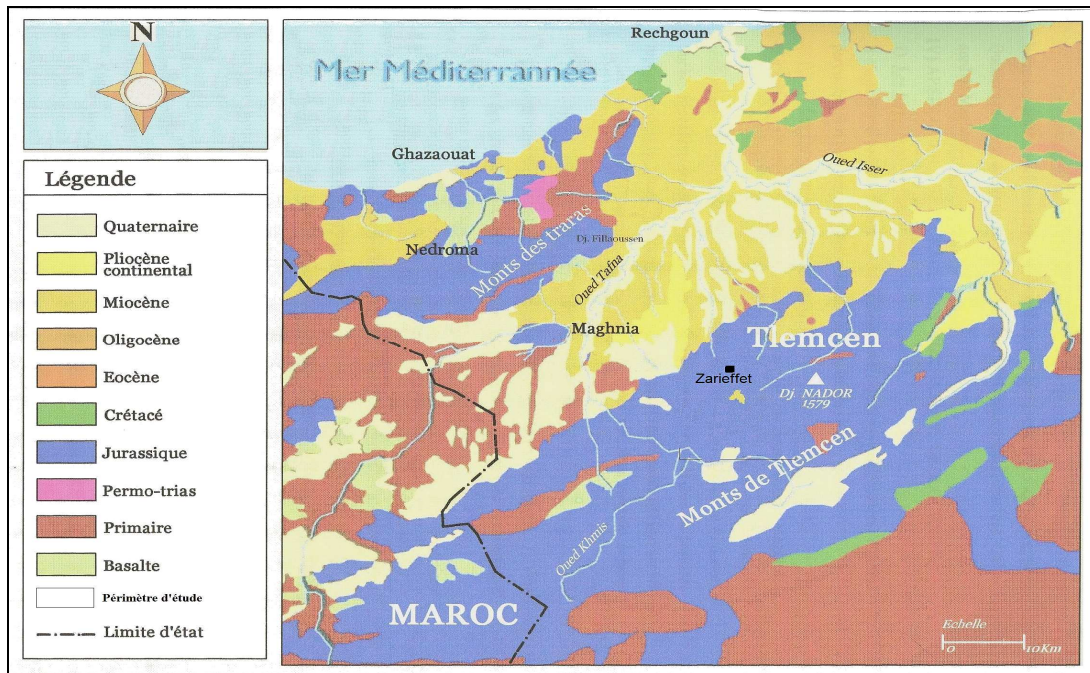 N
Légende
Quaternaire
Pliocène
continental
Miocène
Oligocène
Eocène
Crétacé
Jurassique
Permo-trias
Primaire
Basalte
Périmètre d'étude
Limite d'état
Rechgoun
Mer Méditerrannée
Ghazaouat
Oued Isser
Nedroma
Monts des traras
Dj. Fillaoussen
Oued Tafna
Maghnia
Tlemçen
Zarieffet
Dj. NADOR
1579
Monts de Tlemcen
Oued Khmis
MAROC
Echelle
0 10Km